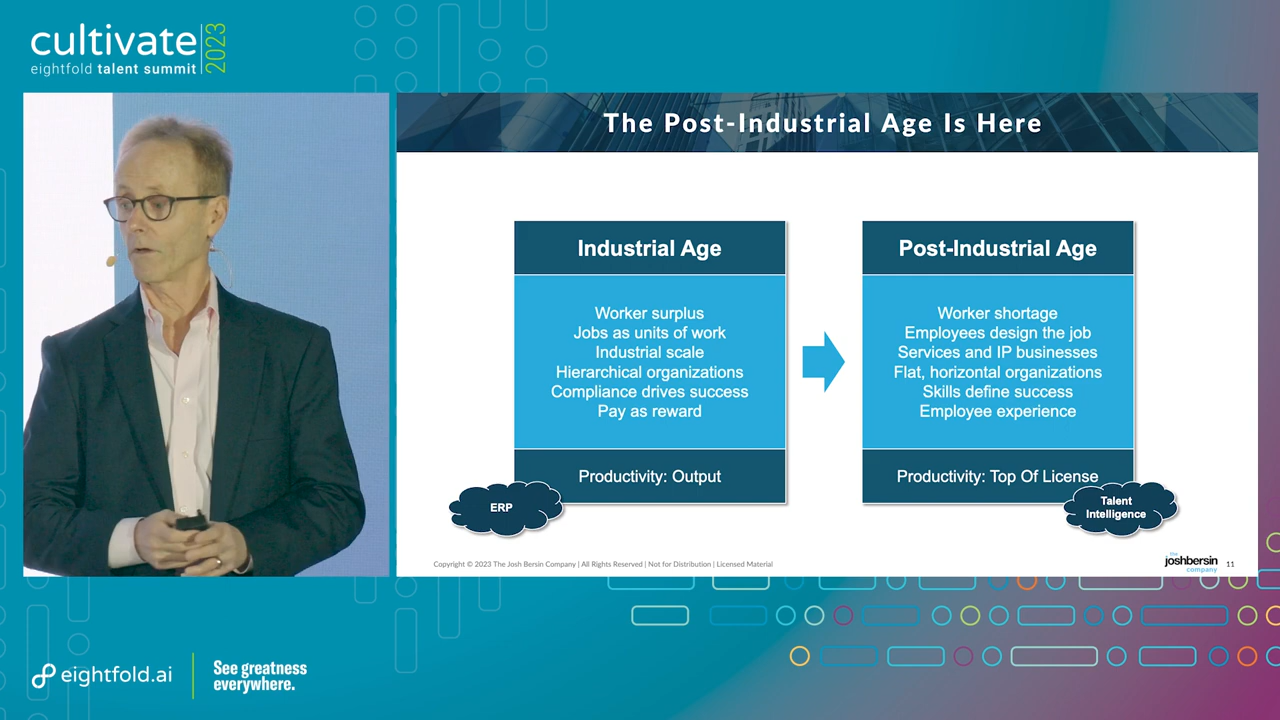 cultivate
2023
eightfold talent summit
The Post-Industrial Age Is Here
Industrial Age
Worker surplus
Jobs as units of work
Industrial scale
Hierarchical organizations
Compliance drives success
Pay as reward
Productivity: Output
ERP
Post-Industrial Age
Worker shortage
Employees design the job
Services and IP businesses
Flat, horizontal organizations
Skills define success
Employee experience
Productivity: Top Of License
Talent
Intelligence
Copyright © 2023 The Josh Bersin Company | All Rights Reserved | Not for Distribution | Licensed Material
the
joshbersin
company
11
eightfold.ai
See greatness
everywhere.